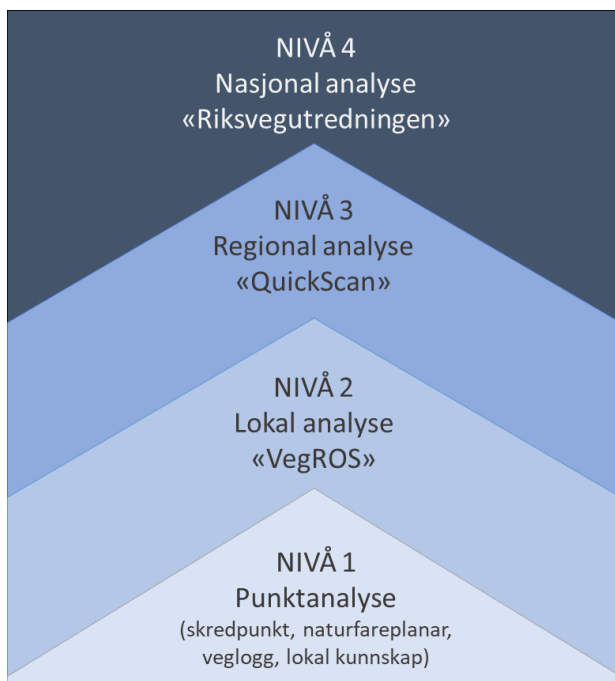 NIVÅ 4
Nasjonal analyse
«Riksvegutredningen»
NIVÅ 3
Regional analyse
«QuickScan»
NIVÅ 2
Lokal analyse
«VegROS»
NIVÅ 1
Punktanalyse
(skredpunkt, naturfareplanar,
veglogg, lokal kunnskap)